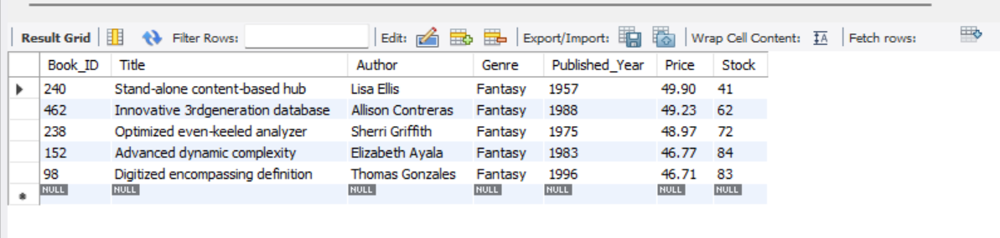 Result Grid Filter Rows: Edit: Export/Import: Wrap Cell Content: IA Fetch rows:
Book_ID Title Author Genre Published_Year Price Stock
240 Stand-alone content-based hub Lisa Ellis Fantasy 1957 49.90 41
462 Innovative 3rdgeneration database Allison Contreras Fantasy 1988 49.23 62
238 Optimized even-keeled analyzer Sherri Griffith Fantasy 1975 48.97 72
152 Advanced dynamic complexity Elizabeth Ayala Fantasy 1983 46.77 84
98 Digitized encompassing definition Thomas Gonzales Fantasy 1996 46.71 83
NULL NULL NULL NULL NULL NULL NULL